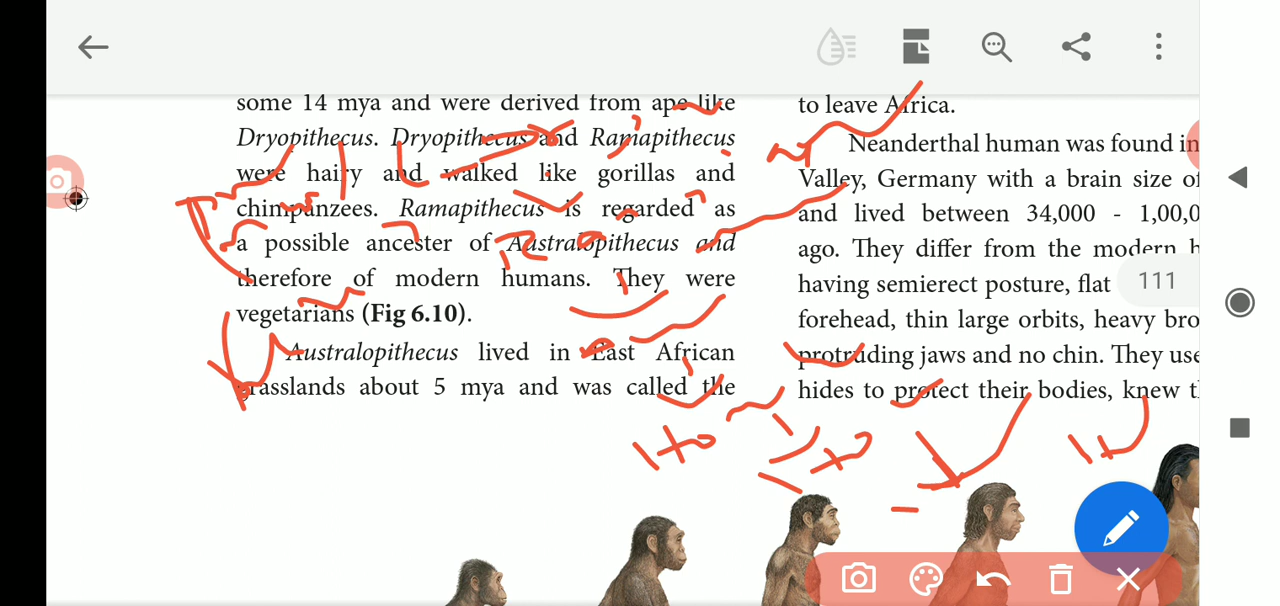 some 14 mya and were derived from ape like
Dryopithecus. Dryopithecus and Ramapithecus
were hairy and walked like gorillas and
chimpanzees. Ramapithecus is regarded as
a possible ancester of Australopithecus and
therefore of modern humans. They were
vegetarians (Fig 6.10).
Australopithecus lived in East African
grasslands about 5 mya and was called the
to leave Africa.
Neanderthal human was found in
Valley, Germany with a brain size of
and lived between 34,000 - 1,00,0
ago. They differ from the modern h
having semierect posture, flat
forehead, thin large orbits, heavy bro
protruding jaws and no chin. They use
hides to protect their bodies, knew t
111